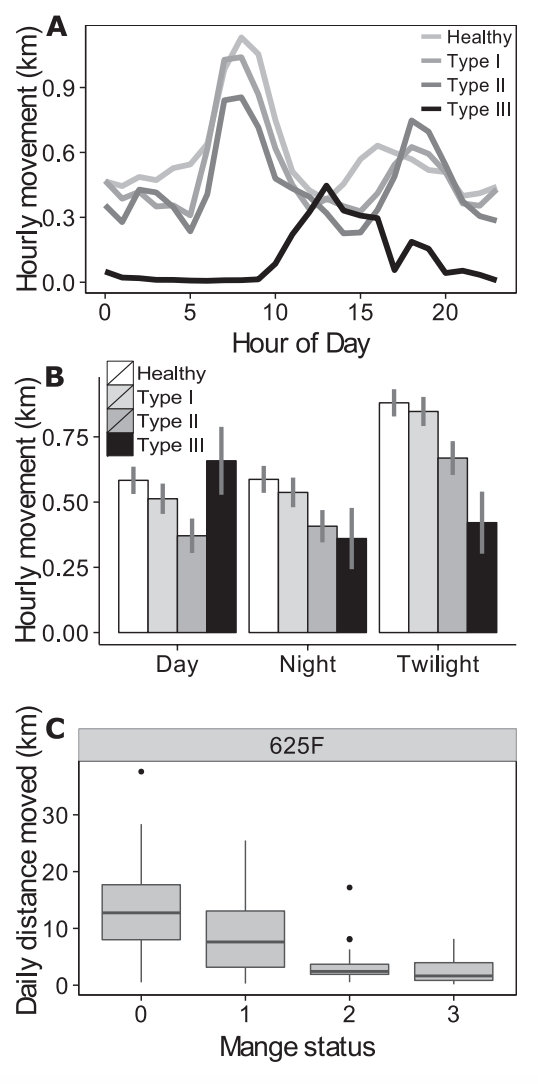 A
Hourly movement (km)
0.9
0.6
0.3
0.0
Healthy
Type I
Type II
Type III
0 5 10 15 20
Hour of Day
B
Hourly movement (km)
0.75
0.50
0.25
0.00
Healthy
Type I
Type II
Type III
Day Night Twilight
C
625F
Daily distance moved (km)
30
20
10
0
0 1 2 3
Mange status